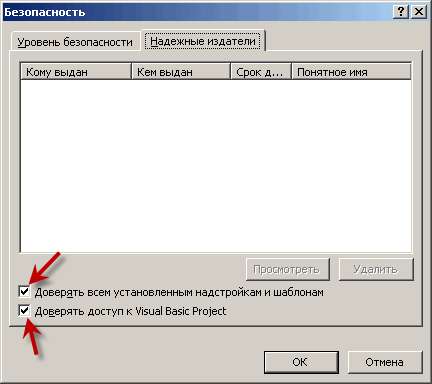 Безопасность
Уровень безопасности Надежные издатели
Кому выдан Кем выдан Срок д... Понятное имя
Просмотреть Удалить
Доверять всем установленным надстройкам и шаблонам
Доверять доступ к Visual Basic Project
ОК Отмена